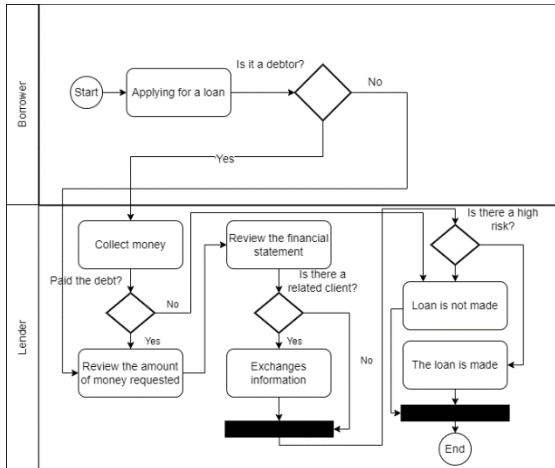 Borrower
Start
Applying for a loan
Is it a debtor?
No
Yes
Lender
Collect money
Paid the debt?
No
Yes
Review the amount
of money requested
Review the financial
statement
Is there a
related client?
Yes
No
Exchanges
information
Is there a high
risk?
Loan is not made
The loan is made
End